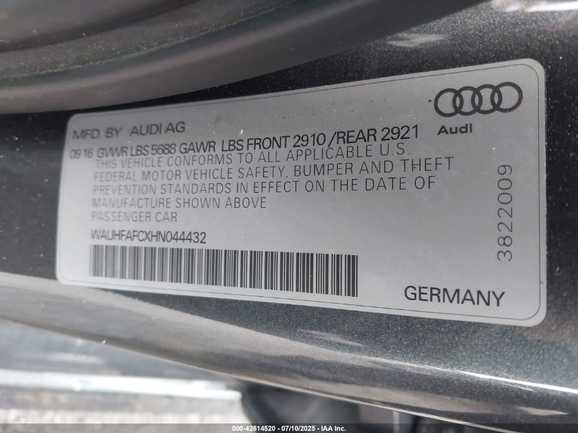 MFD. BY AUDI AG
09 16 GVWR LBS 5688 GAWR LBS FRONT 2910 /REAR 2921
THIS VEHICLE CONFORMS TO ALL APPLICABLE U.S.
FEDERAL MOTOR VEHICLE SAFETY, BUMPER AND THEFT
PREVENTION STANDARDS IN EFFECT ON THE DATE OF
MANUFACTURE SHOWN ABOVE
PASSENGER CAR
WAUHFAFCXHN044432
Audi
3822009
GERMANY
000-42814520 07/10/2025 IAA Inc.